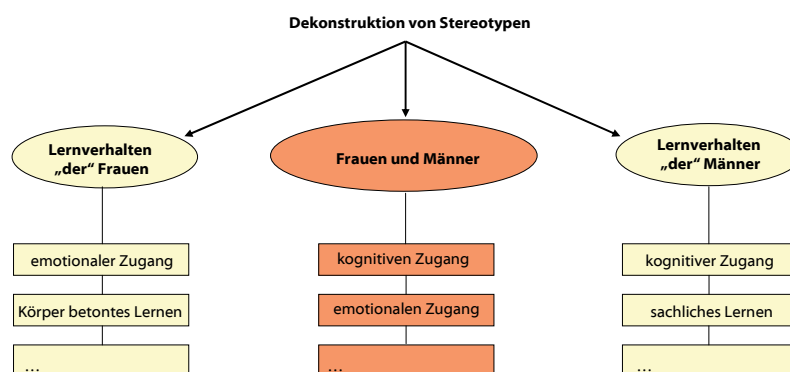 Dekonstruktion von Stereotypen
Lernverhalten
„der“ Frauen
Frauen und Männer
Lernverhalten
„der“ Männer
emotionaler Zugang
kognitiven Zugang
kognitiver Zugang
Körper betontes Lernen
emotionalen Zugang
sachliches Lernen
...
...
...